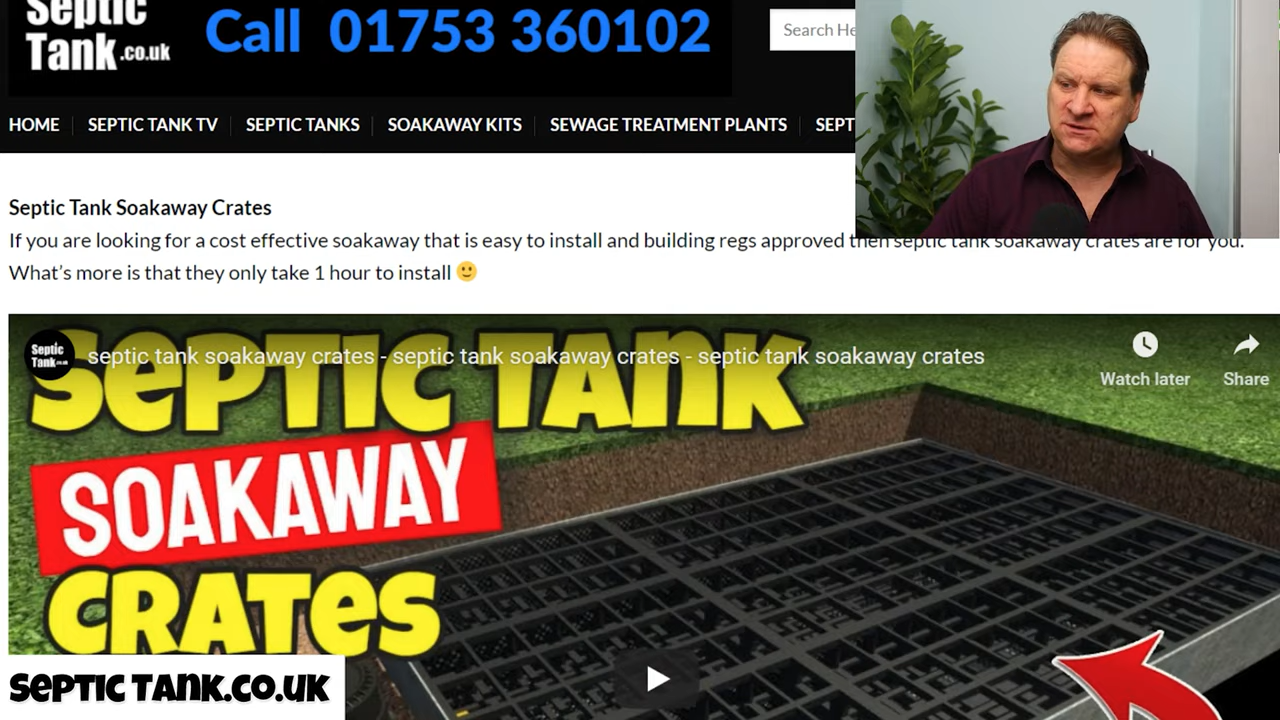 Septic
Tank.co.uk
Call 01753 360102
Search He
HOME
SEPTIC TANK TV
SEPTIC TANKS
SOAKAWAY KITS
SEWAGE TREATMENT PLANTS
SEPT
Septic Tank Soakaway Crates
If you are looking for a cost effective soakaway that is easy to install and building regs approved then septic tank soakaway crates are for you.
What's more is that they only take 1 hour to install
Septic
Tank.co.uk
septic tank soakaway crates - septic tank soakaway crates - septic tank soakaway crates
Watch later
Share
SEPTIC TANK
SOAKAWAY
CRATES
SEPTIC TANK.CO.UK